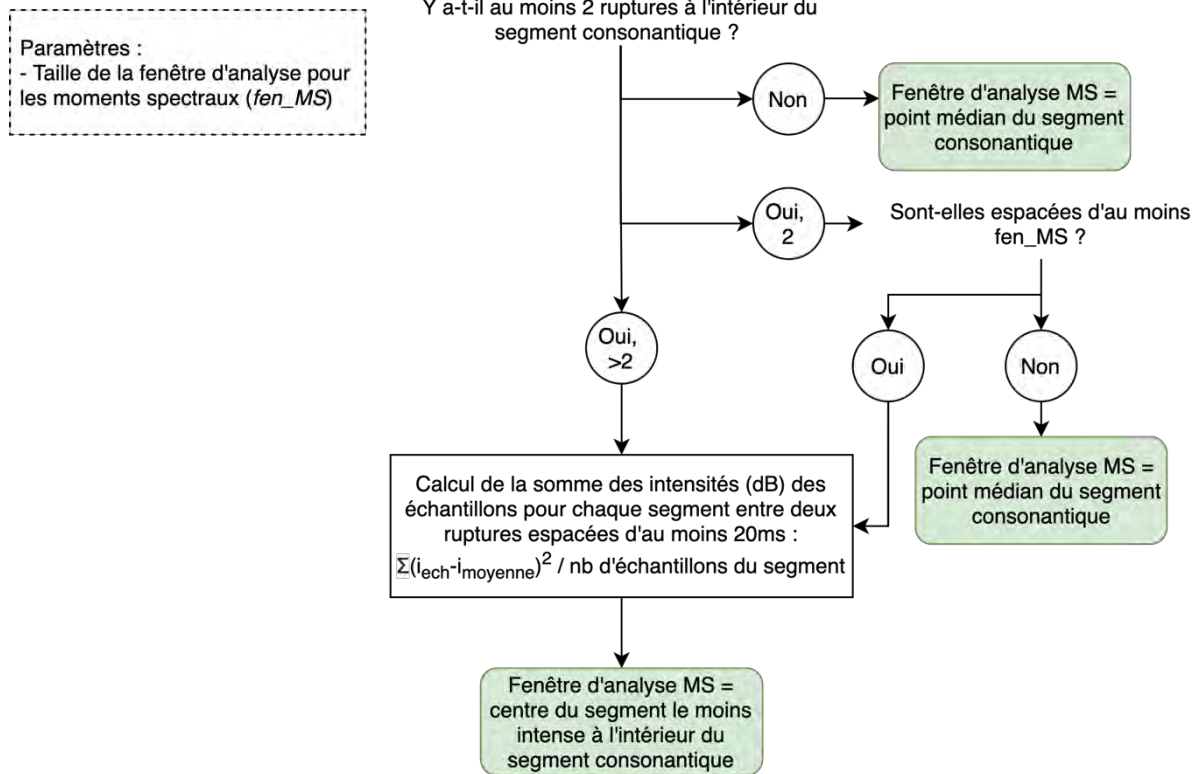 Y a-t-il au moins 2 ruptures à l'intérieur du
segment consonantique ?
Paramètres :
- Taille de la fenêtre d'analyse pour
les moments spectraux (fen_MS)
Non
Fenêtre d'analyse MS =
point médian du segment
consonantique
Oui,
2
Sont-elles espacées d'au moins
fen_MS ?
Oui,
>2
Oui
Non
Fenêtre d'analyse MS =
point médian du segment
consonantique
Calcul de la somme des intensités (dB) des
échantillons pour chaque segment entre deux
ruptures espacées d'au moins 20ms :
Σ(i_ech-i_moyenne)^2 / nb d'échantillons du segment
Fenêtre d'analyse MS =
centre du segment le moins
intense à l'intérieur du
segment consonantique